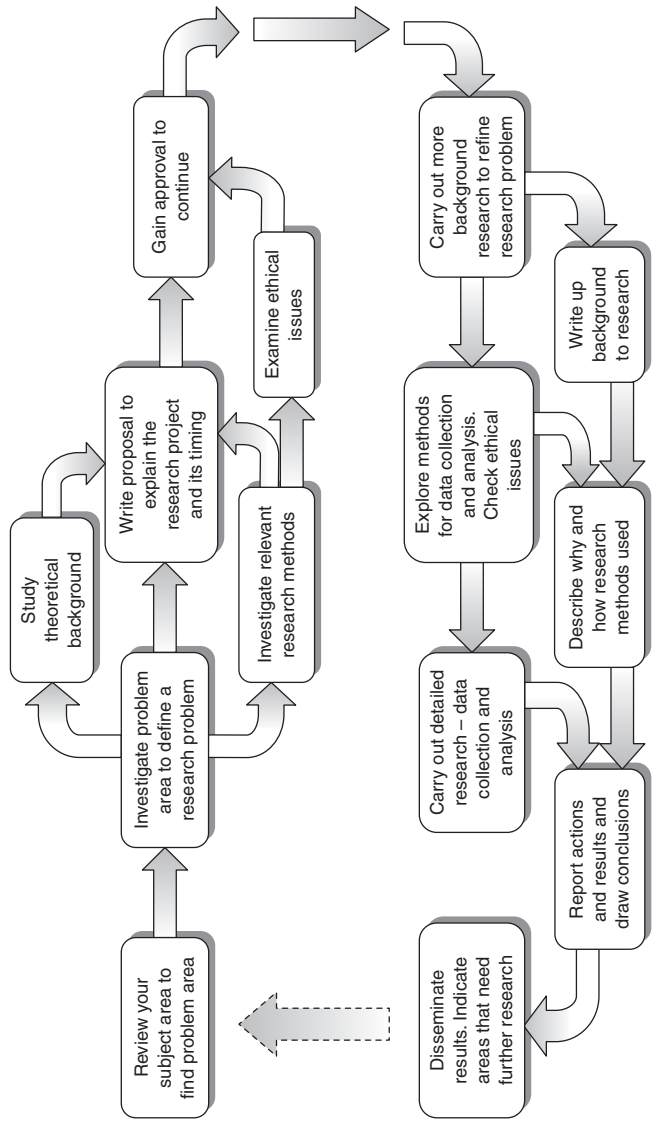 Review your
subject area to
find problem area
Investigate problem
area to define a
research problem
Study
theoretical
background
Investigate relevant
research methods
Write proposal to
explain the
research project
and its timing
Examine ethical
issues
Gain approval to
continue
Carry out more
background
research to refine
research problem
Write up
background
to research
Explore methods
for data collection
and analysis.
Check ethical
issues
Describe why and
how research
methods used
Carry out detailed
research – data
collection and
analysis
Report actions
and results and
draw conclusions
Disseminate
results. Indicate
areas that need
further research